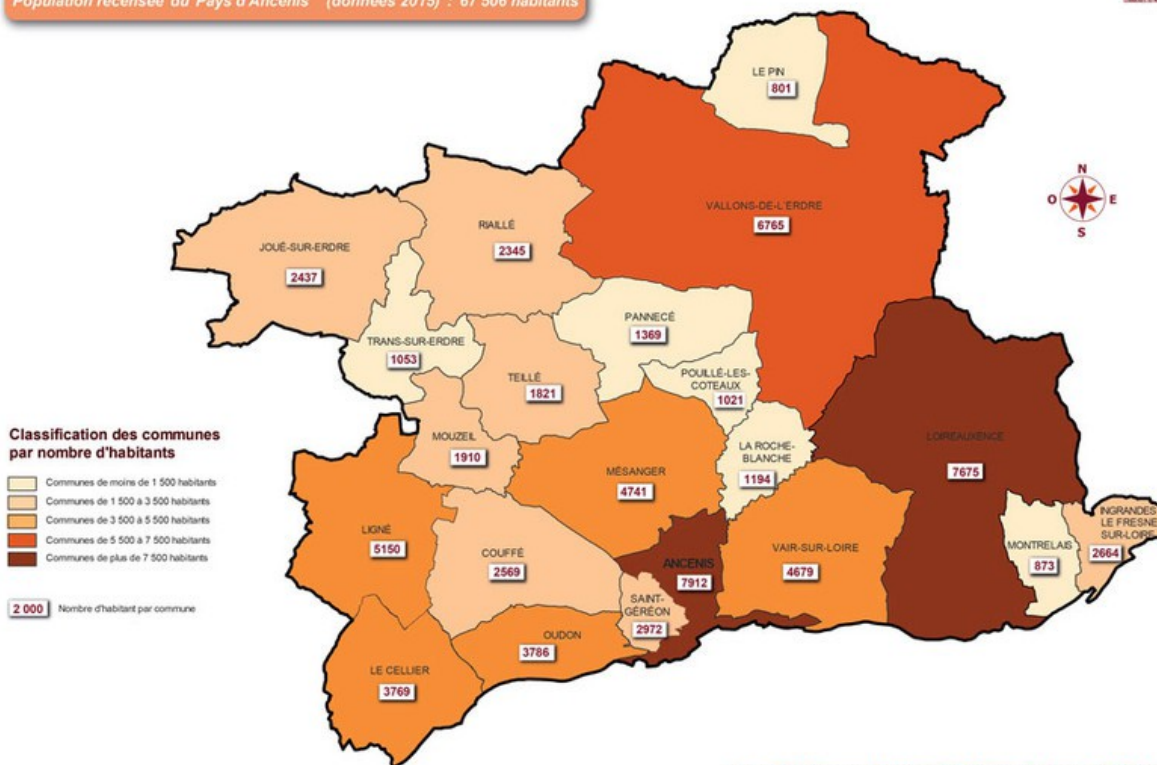 Population recensée du Pays d'Ancenis (données 2015) : 67 506 habitants
LE PIN
801
N
O E
S
VALLONS-DE-L'ERDRE
6765
RIAILLÉ
2345
JOUÉ-SUR-ERDRE
2437
PANNECÉ
1369
TRANS-SUR-ERDRE
1053
TEILLÉ
1821
POUILLÉ-LES-
COTEAUX
1021
Classification des communes
par nombre d'habitants
Communes de moins de 1 500 habitants
Communes de 1 500 à 3 500 habitants
Communes de 3 500 à 5 500 habitants
Communes de 5 500 à 7 500 habitants
Communes de plus de 7 500 habitants
2 000 Nombre d'habitant par commune
MOUZEIL
1910
MÉSANGER
4741
LA ROCHE-
BLANCHE
1194
LOIREAUXENCE
7675
LIGNÉ
5150
COUFFÉ
2569
ANCENIS
7912
VAIR-SUR-LOIRE
4679
MONTRELAIS
873
INGRANDES
LE FRESNE
SUR-LOIRE
2664
SAINT-
GÉRÉON
2972
OUDON
3786
LE CELLIER
3769